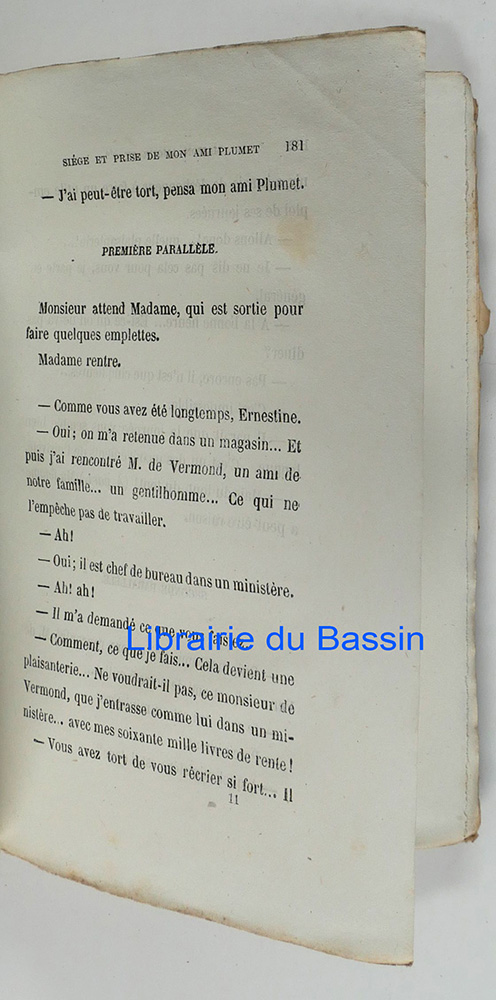 SIÈGE ET PRISE DE MON AMI PLUMET 181
— J'ai peut-être tort, pensa mon ami Plumet.
PREMIÈRE PARALLÈLE.
Monsieur attend Madame, qui est sortie pour
faire quelques emplettes.
Madame rentre.
— Comme vous avez été longtemps, Ernestine.
— Oui; on m'a retenue dans un magasin... Et
puis j'ai rencontré M. de Vermond, un ami de
notre famille... un gentilhomme... Ce qui ne
l'empêche pas de travailler.
— Ah!
— Oui; il est chef de bureau dans un ministère.
— Ah! ah!
— Il m'a demandé ce que vous faisiez...
Librairie du Bassin
— Comment, ce que je fais... Cela devient une
plaisanterie... Ne voudrait-il pas, ce monsieur de
Vermond, que j'entrasse comme lui dans un mi-
nistère... avec mes soixante mille livres de rente!
— Vous avez tort de vous récrier si fort... Il
11